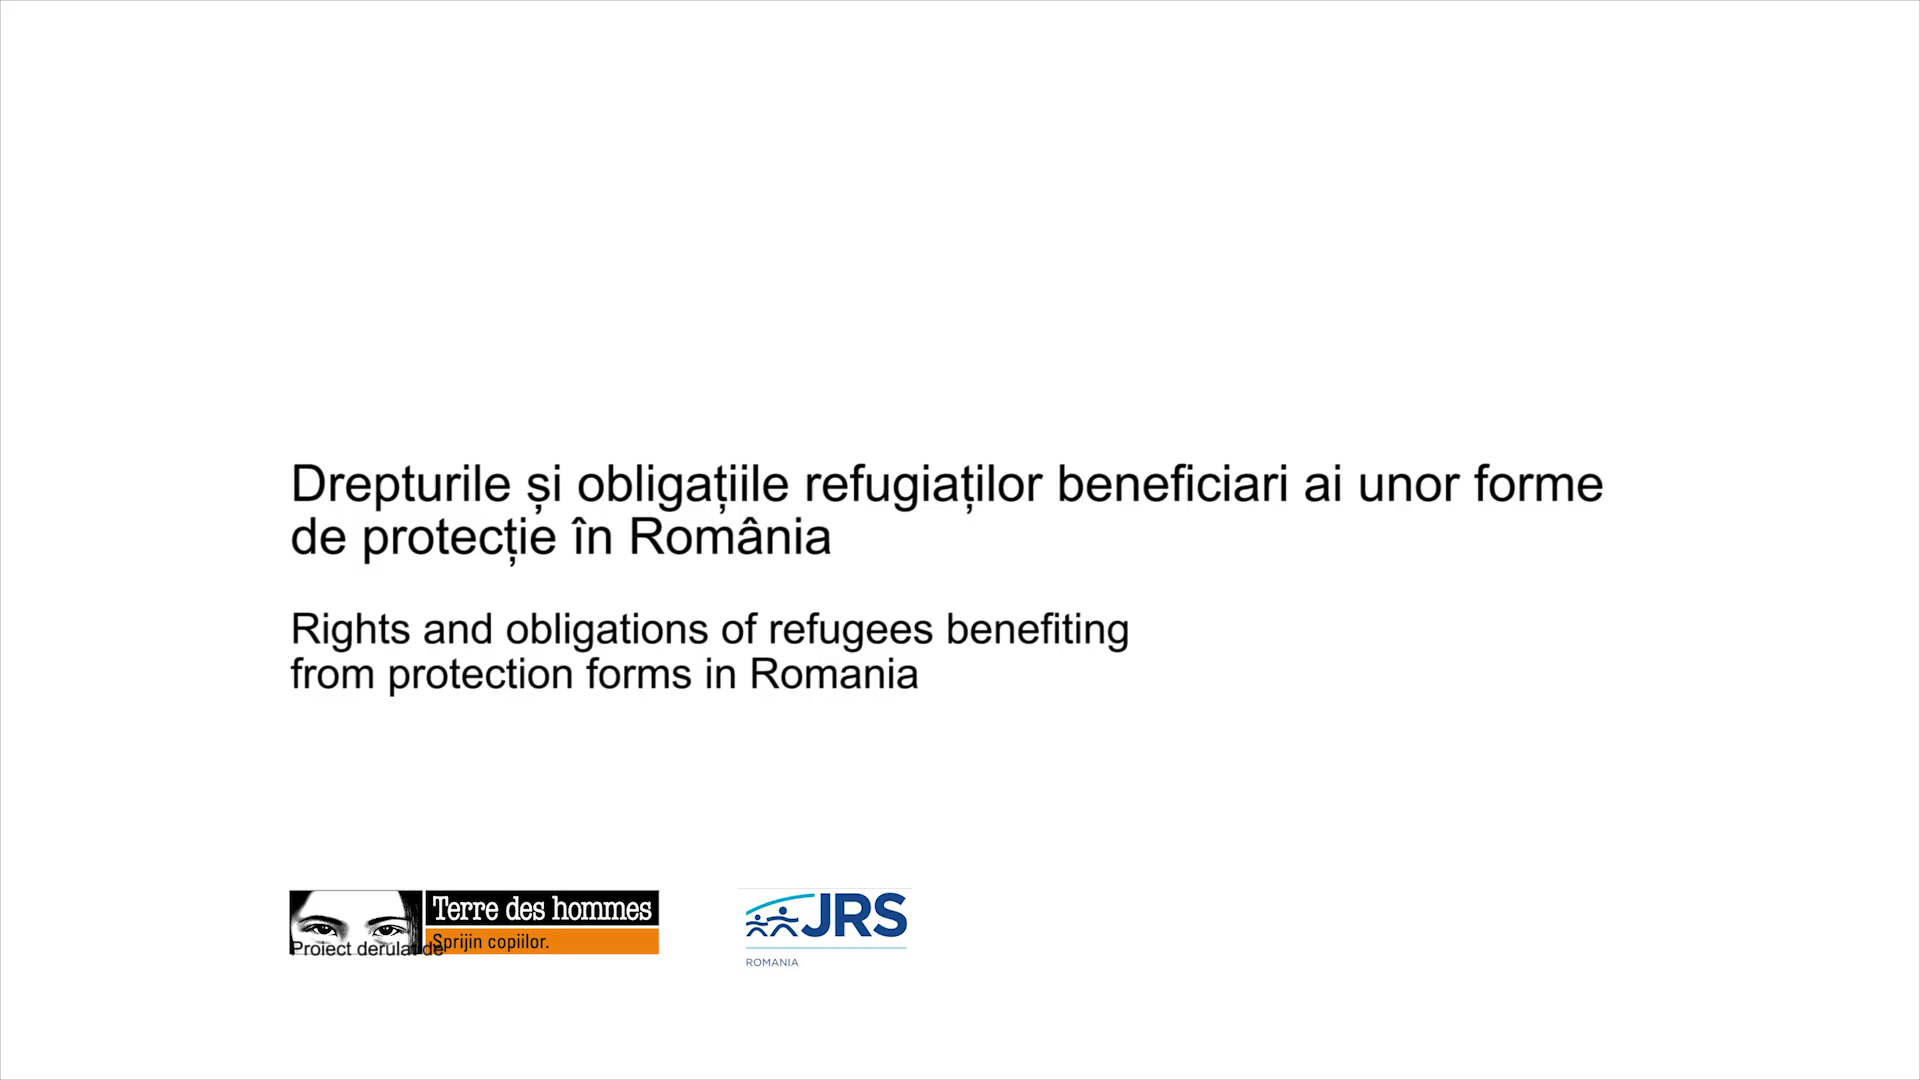 Drepturile și obligațiile refugiaților beneficiari ai unor forme
de protecție în România
Rights and obligations of refugees benefiting
from protection forms in Romania
Terre des hommes
Sprijin copiilor.
Proiect derulat de
JRS
ROMANIA